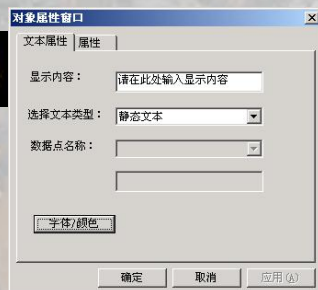 对象属性窗口
文本属性 属性
显示内容： 请在此处输入显示内容
选择文本类型： 静态文本
数据点名称：
字体/颜色
确定 取消 应用(A)